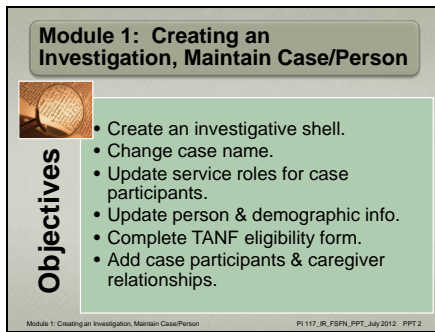 Module 1:  Creating an
Investigation, Maintain Case/Person
Objectives
• Create an investigative shell.
• Change case name.
• Update service roles for case
participants.
• Update person & demographic info.
• Complete TANF eligibility form.
• Add case participants & caregiver
relationships.
Module 1: Creating an Investigation, Maintain Case/Person
PI 117_IR_FSFN_PPT_July 2012   PPT 2